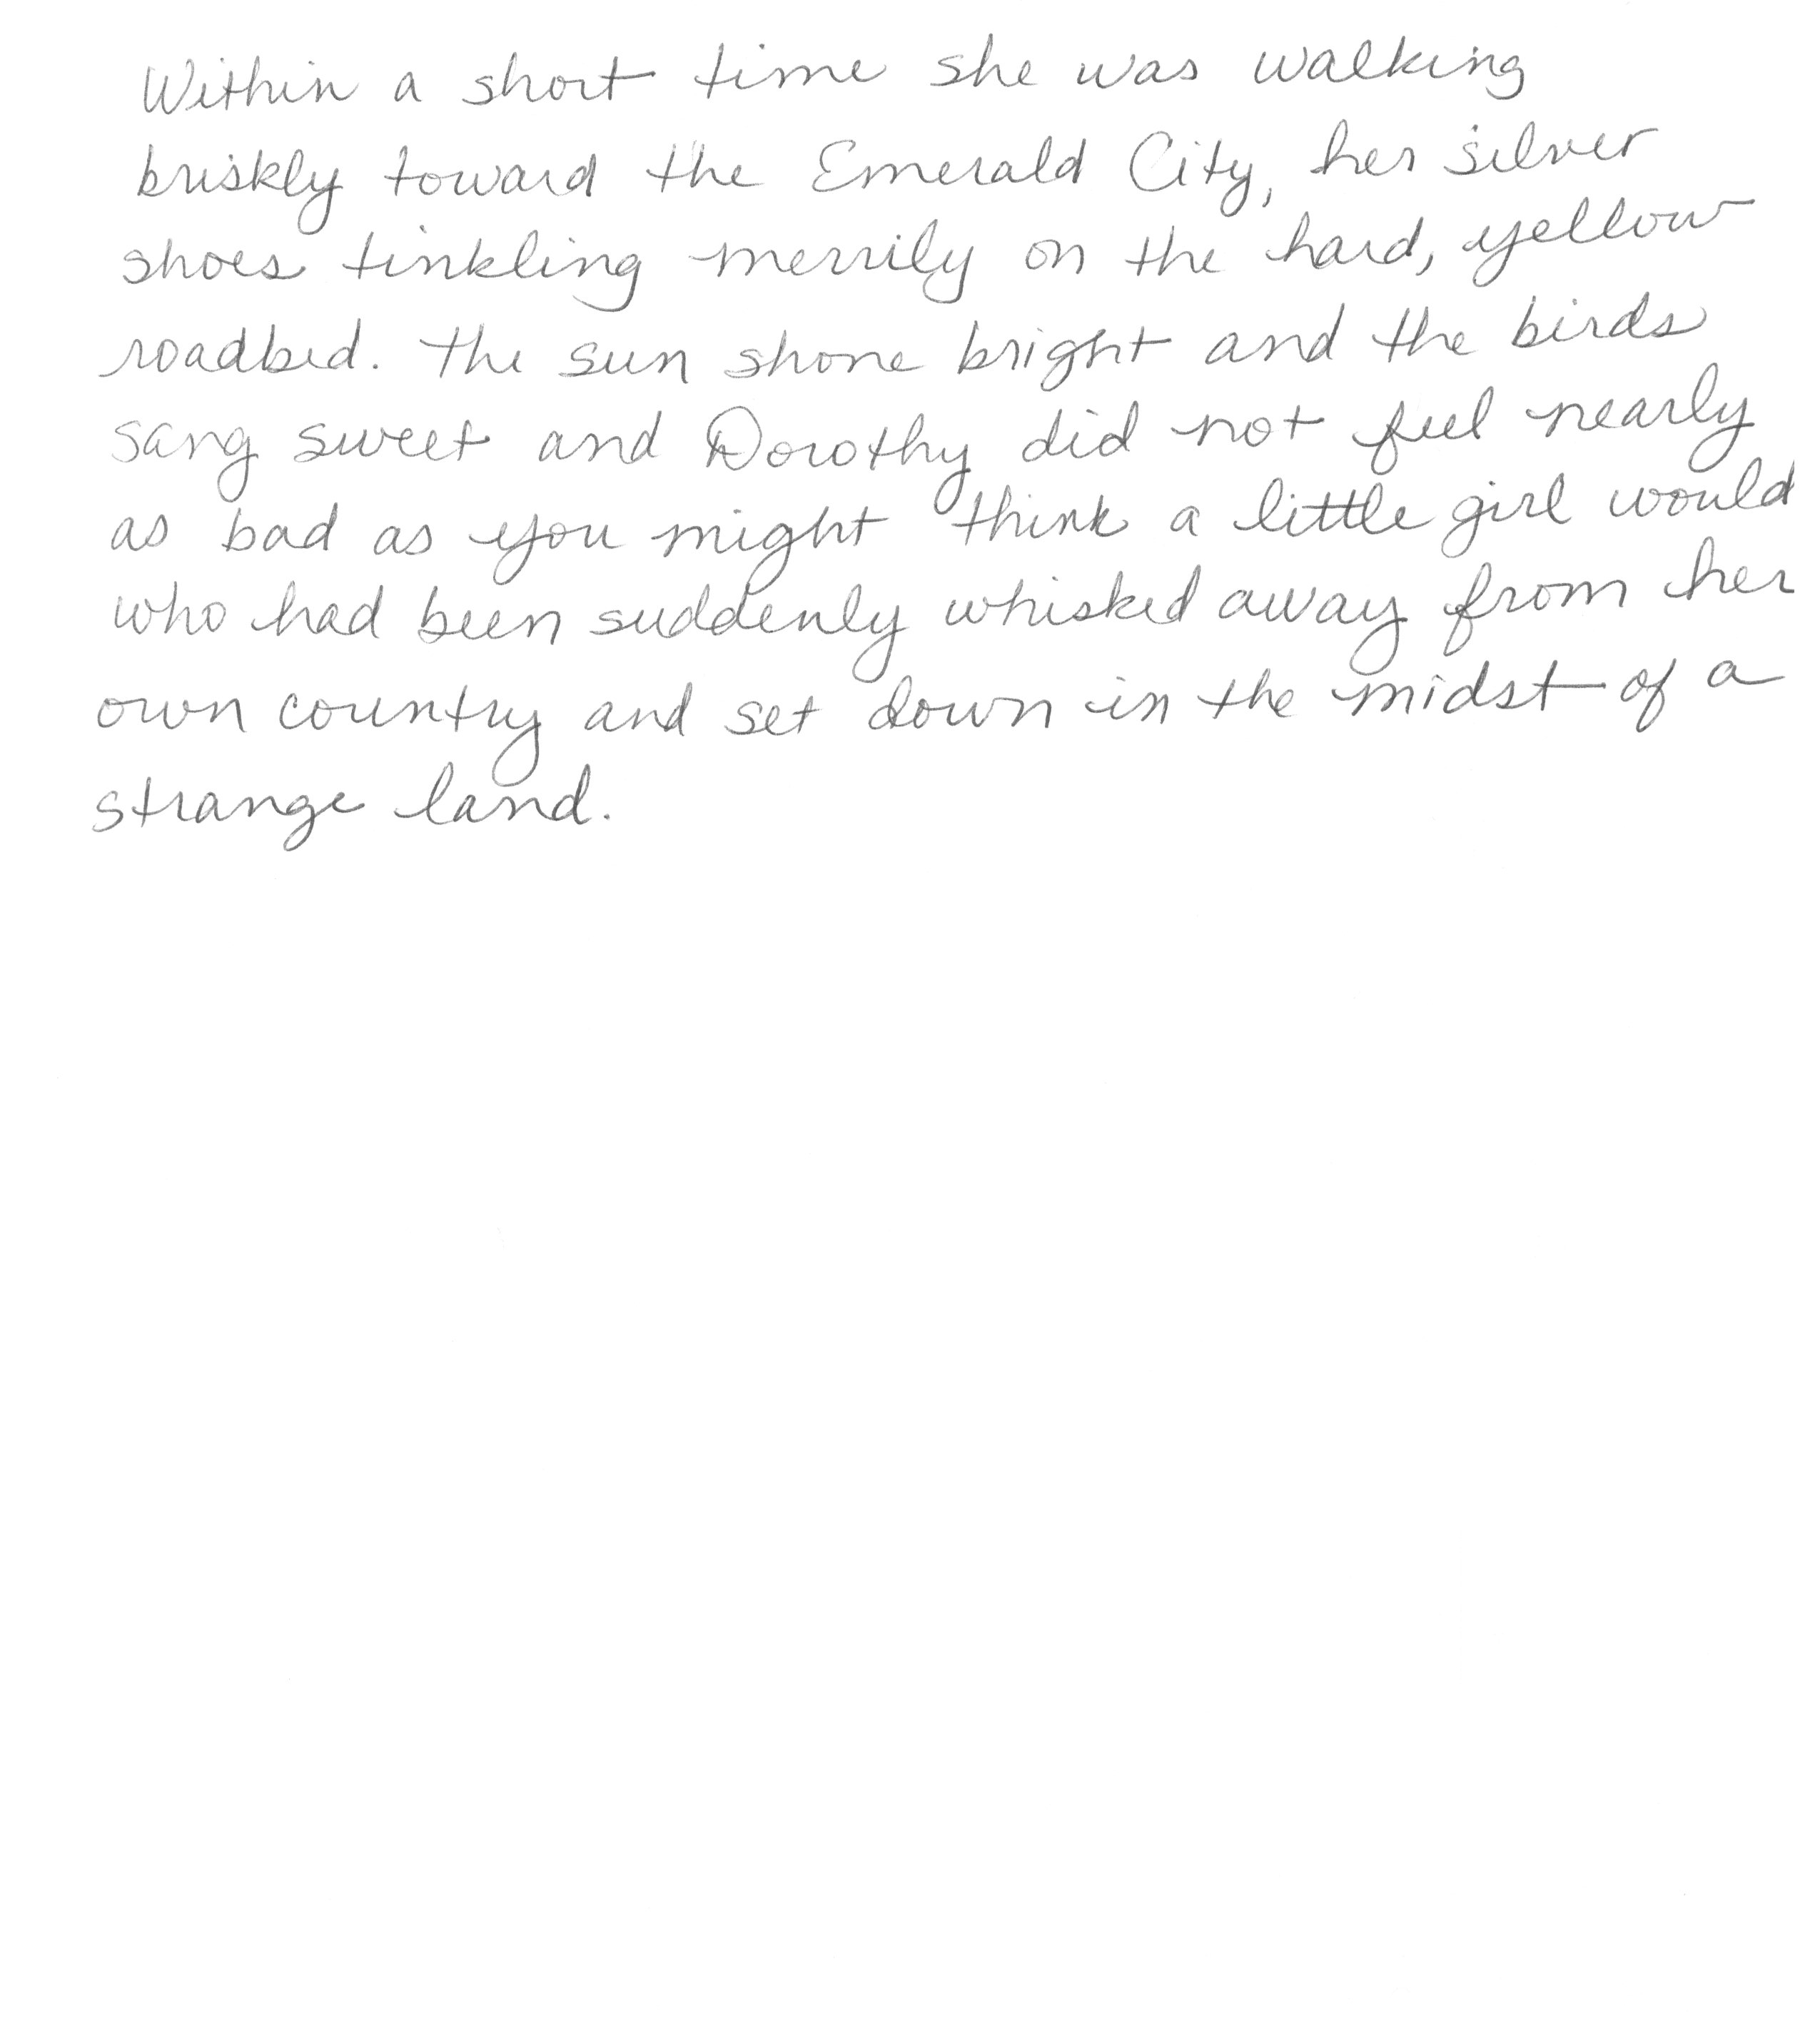 Within a short time she was walking
briskly toward the Emerald City, her silver
shoes tinkling merrily on the hard, yellow
roadbed. The sun shone bright and the birds
sang sweet and Dorothy did not feel nearly
as bad as you might think a little girl would
who had been suddenly whisked away from her
own country and set down in the midst of a
strange land.